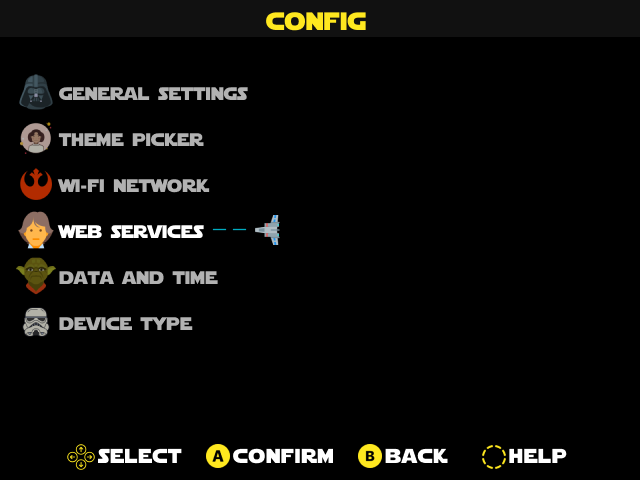 CONFIG
GENERAL SETTINGS
THEME PICKER
WI-FI NETWORK
WEB SERVICES
DATA AND TIME
DEVICE TYPE
SELECT A CONFIRM B BACK HELP